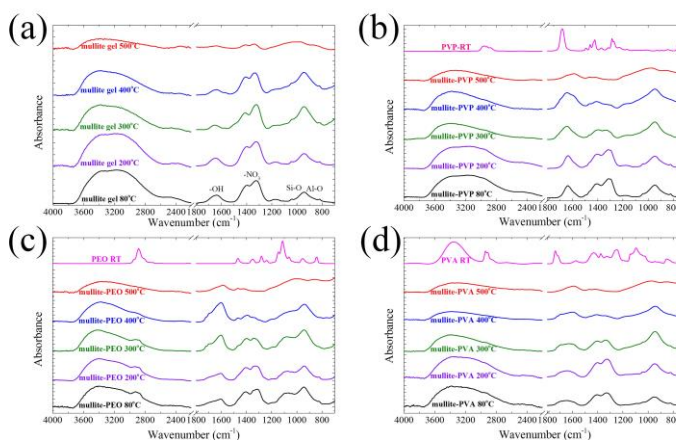 (a)
mullite gel 500°C
mullite gel 400°C
mullite gel 300°C
mullite gel 200°C
mullite gel 80°C
-OH
-NO3
Si-O
Al-O
Absorbance
4000 3600 3200 2800 2400 1800 1600 1400 1200 1000 800
Wavenumber (cm-1)
(b)
PVP-RT
mullite-PVP 500°C
mullite-PVP 400°C
mullite-PVP 300°C
mullite-PVP 200°C
mullite-PVP 80°C
Absorbance
4000 3600 3200 2800 2400 1800 1600 1400 1200 1000 800
Wavenumber (cm-1)
(c)
PEO RT
mullite-PEO 500°C
mullite-PEO 400°C
mullite-PEO 300°C
mullite-PEO 200°C
mullite-PEO 80°C
Absorbance
4000 3600 3200 2800 2400 1800 1600 1400 1200 1000 800
Wavenumber (cm-1)
(d)
PVA RT
mullite-PVA 500°C
mullite-PVA 400°C
mullite-PVA 300°C
mullite-PVA 200°C
mullite-PVA 80°C
Absorbance
4000 3600 3200 2800 2400 1800 1600 1400 1200 1000 800
Wavenumber (cm-1)